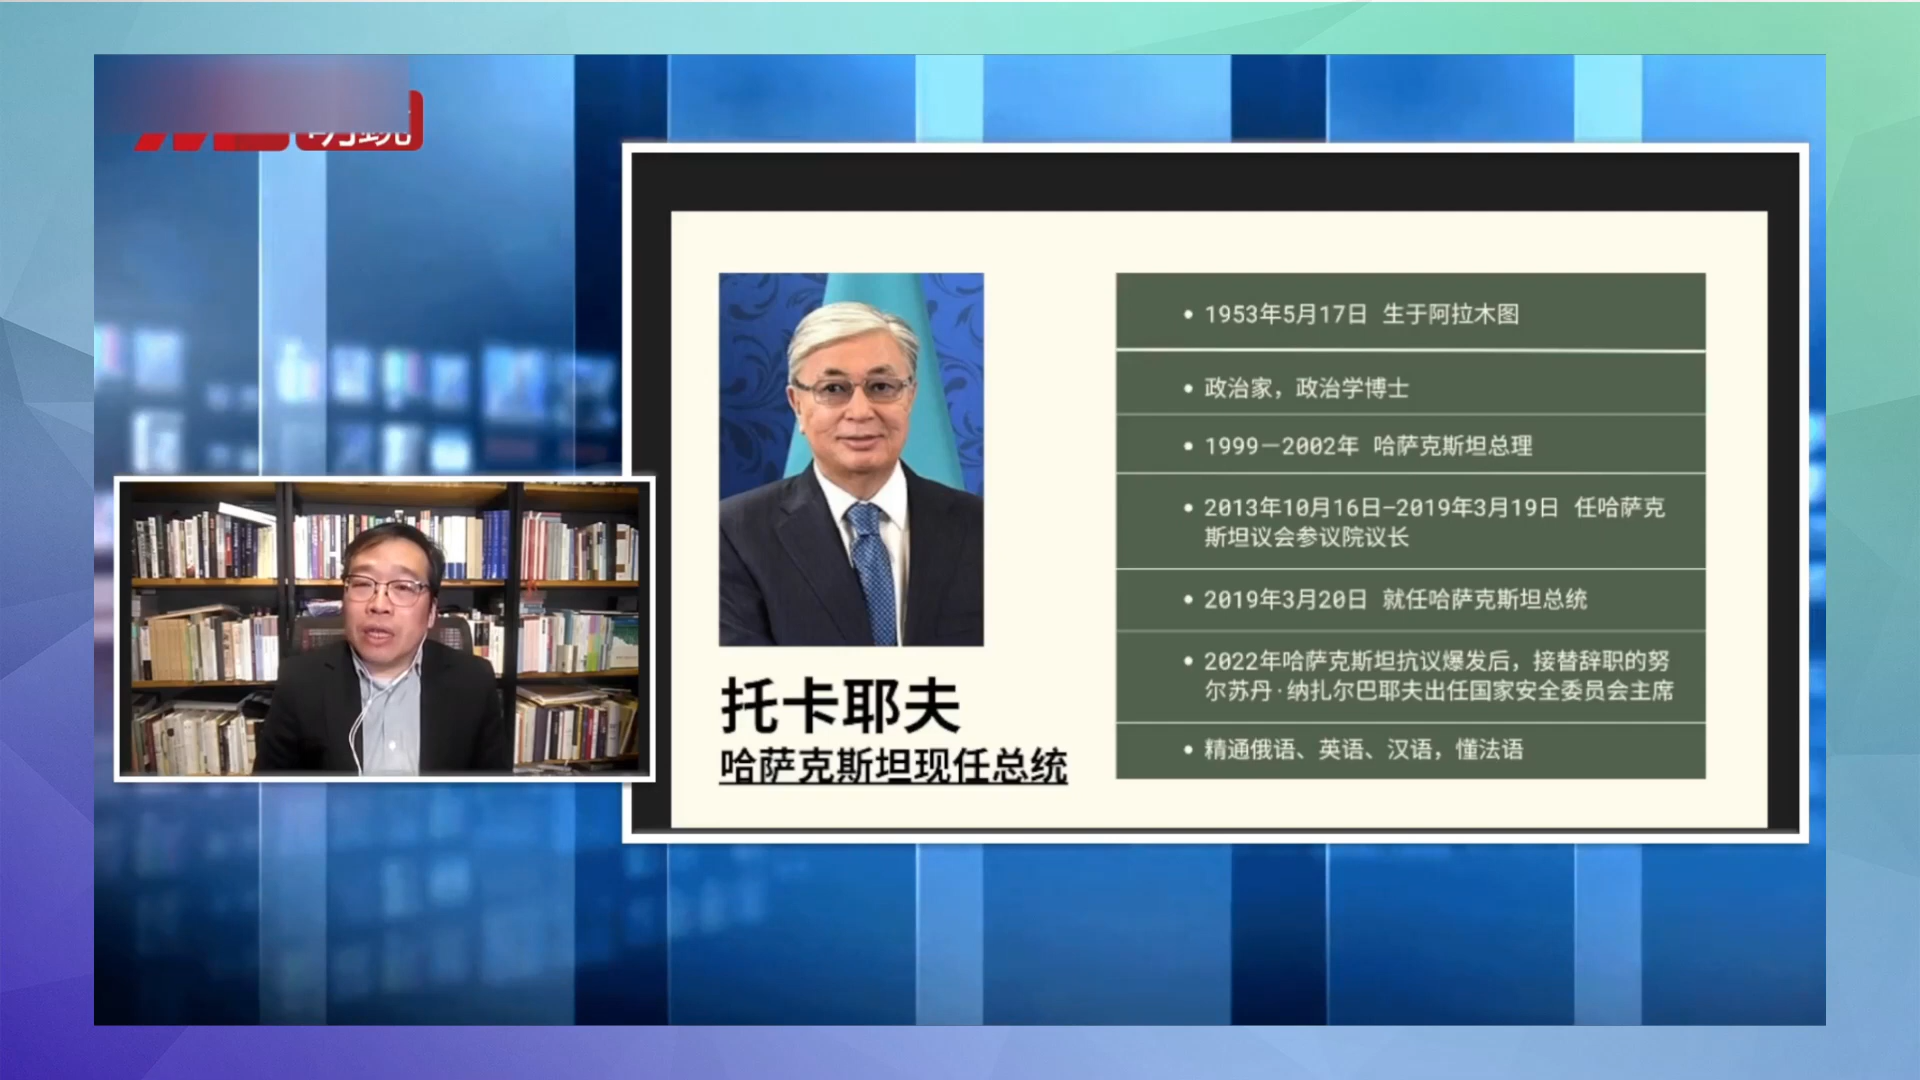 1953年5月17日 生于阿拉木图
政治家，政治学博士
1999－2002年 哈萨克斯坦总理
2013年10月16日-2019年3月19日 任哈萨克
斯坦议会参议院议长
2019年3月20日 就任哈萨克斯坦总统
2022年哈萨克斯坦抗议爆发后，接替辞职的努
尔苏丹·纳扎尔巴耶夫出任国家安全委员会主席
精通俄语、英语、汉语，懂法语
托卡耶夫
哈萨克斯坦现任总统